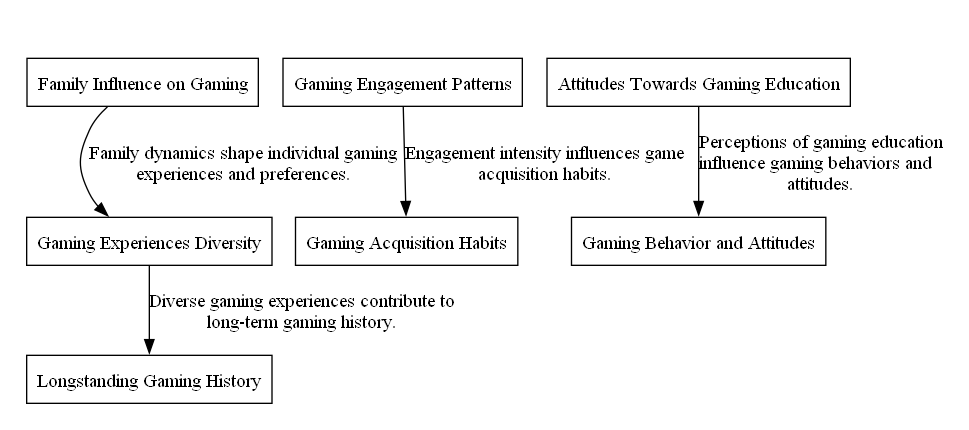 Family Influence on Gaming
Gaming Engagement Patterns
Attitudes Towards Gaming Education
Family dynamics shape individual gaming
experiences and preferences.
Engagement intensity influences game
acquisition habits.
Perceptions of gaming education
influence gaming behaviors and
attitudes.
Gaming Experiences Diversity
Gaming Acquisition Habits
Gaming Behavior and Attitudes
Diverse gaming experiences contribute to
long-term gaming history.
Longstanding Gaming History